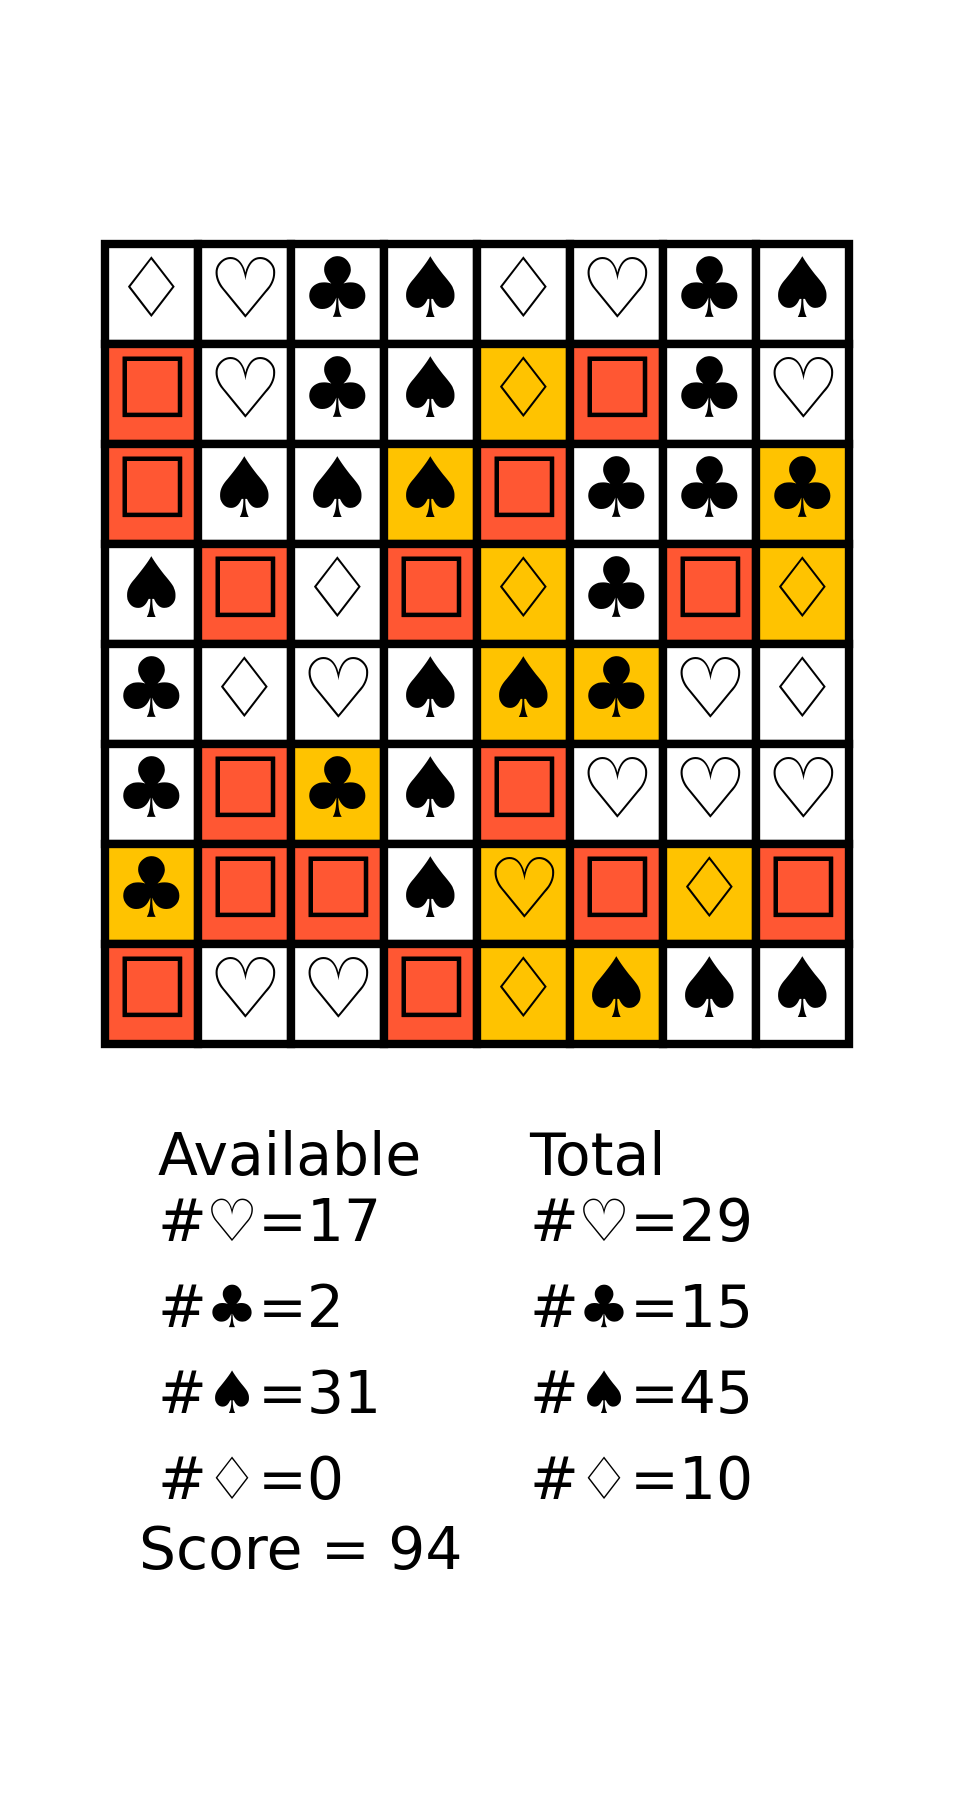 ♢ ♡ ♣ ♠ ♢ ♡ ♣ ♠
□ ♡ ♣ ♠ ♢ □ ♣ ♡
□ ♠ ♠ ♠ □ ♣ ♣ ♣
♠ □ ♢ □ ♢ ♣ □ ♢
♣ ♢ ♡ ♠ ♠ ♣ ♡ ♢
♣ □ ♣ ♠ □ ♡ ♡ ♡
♣ □ □ ♠ ♡ □ ♢ □
□ ♡ ♡ □ ♢ ♠ ♠ ♠
Available Total
#♡=17 #♡=29
#♣=2 #♣=15
#♠=31 #♠=45
#♢=0 #♢=10
Score = 94